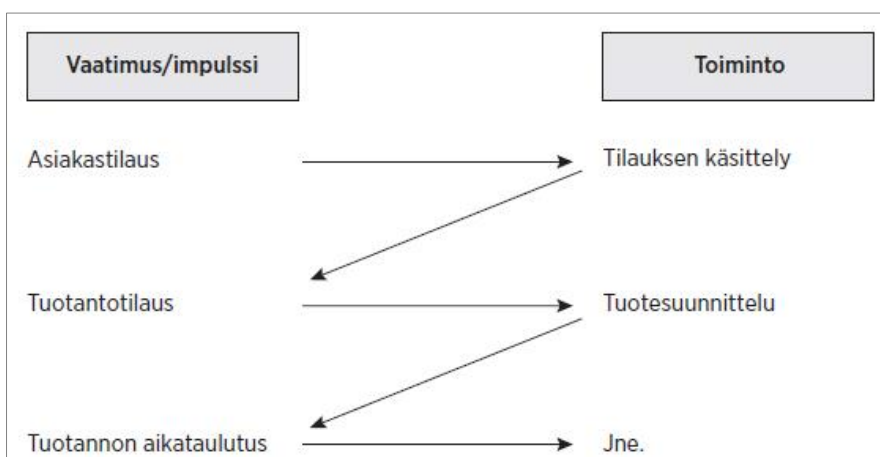 Vaatimus/impulssi
Toiminto
Asiakastilaus
Tilauksen käsittely
Tuotantotilaus
Tuotesuunnittelu
Tuotannon aikataulutus
Jne.